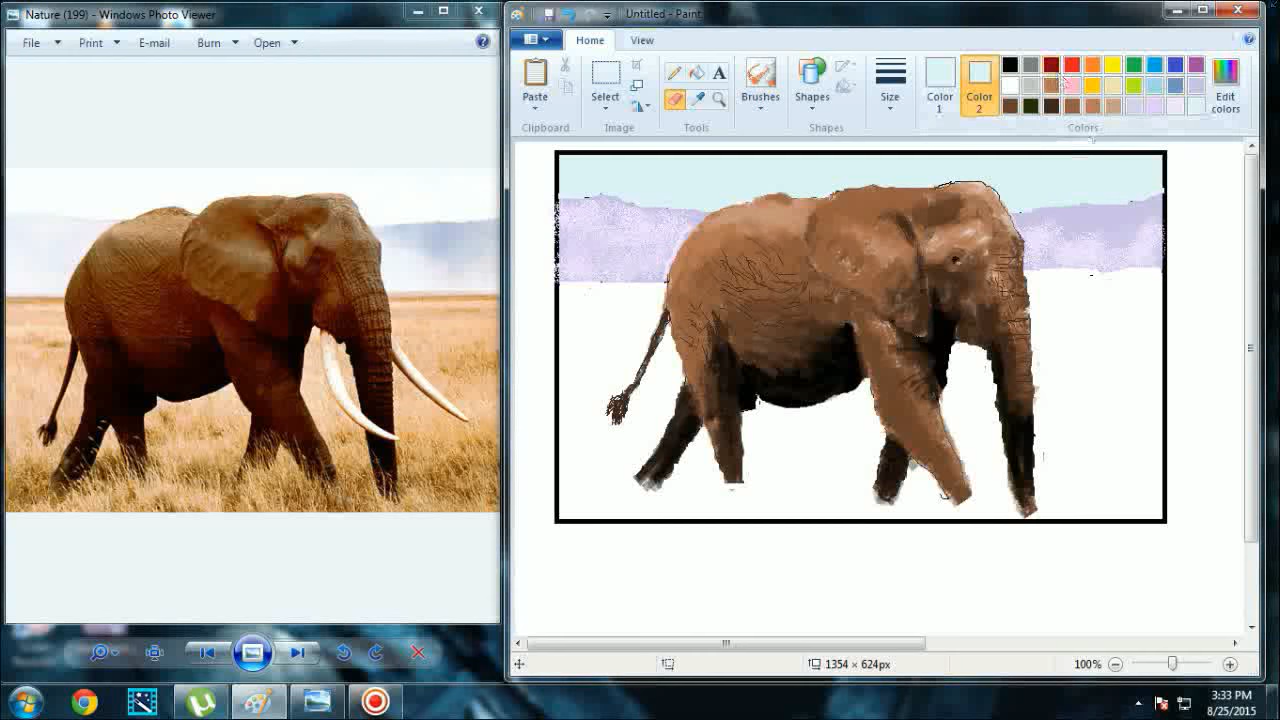 Nature (199) - Windows Photo Viewer
File Print E-mail Burn Open
Untitled - Paint
Home View
Paste
Select
Brushes
Shapes
Size
Color
1
Color
2
Edit
colors
Clipboard Image Tools Shapes Colors
1354 × 624px
100%
3:33 PM
8/25/2015